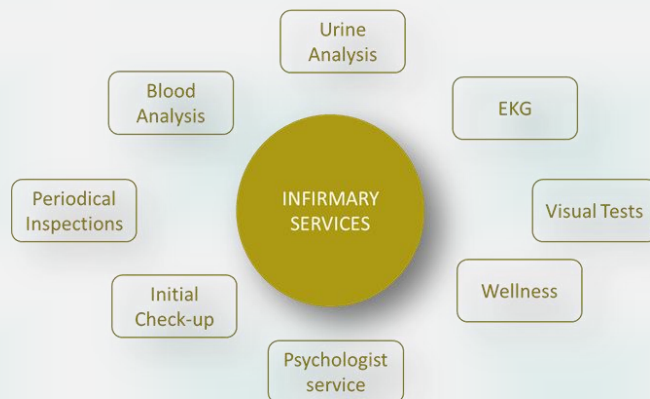 Urine
Analysis
Blood
Analysis
EKG
Periodical
Inspections
INFIRMARY
SERVICES
Visual Tests
Initial
Check-up
Wellness
Psychologist
service